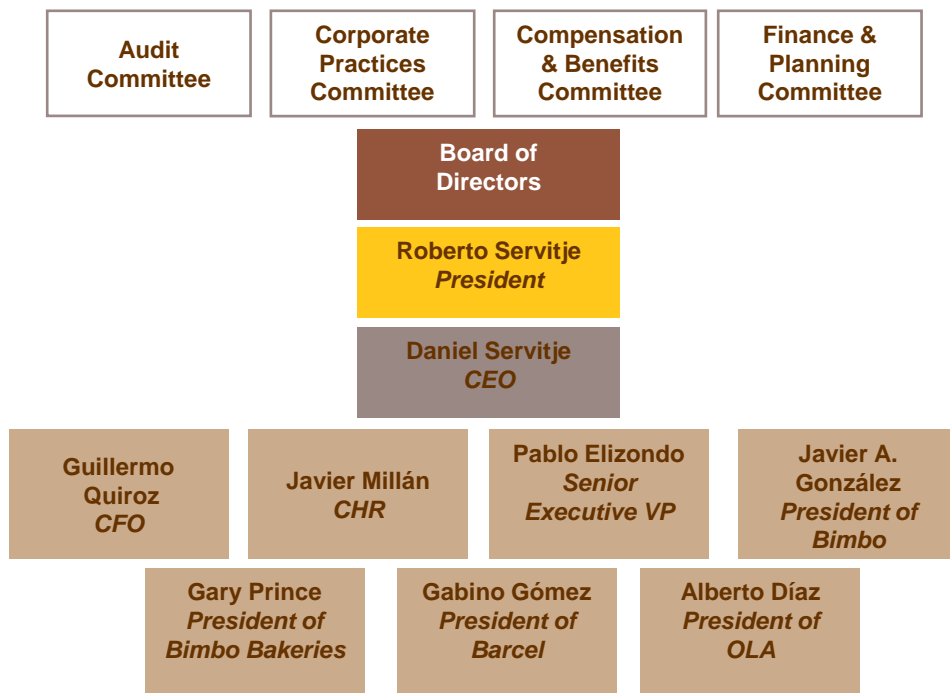 Audit
Committee
Corporate
Practices
Committee
Compensation
& Benefits
Committee
Finance &
Planning
Committee
Board of
Directors
Roberto Servitje
President
Daniel Servitje
CEO
Guillermo
Quiroz
CFO
Javier Millán
CHR
Pablo Elizondo
Senior
Executive VP
Javier A.
González
President of
Bimbo
Gary Prince
President of
Bimbo Bakeries
Gabino Gómez
President of
Barcel
Alberto Díaz
President of
OLA